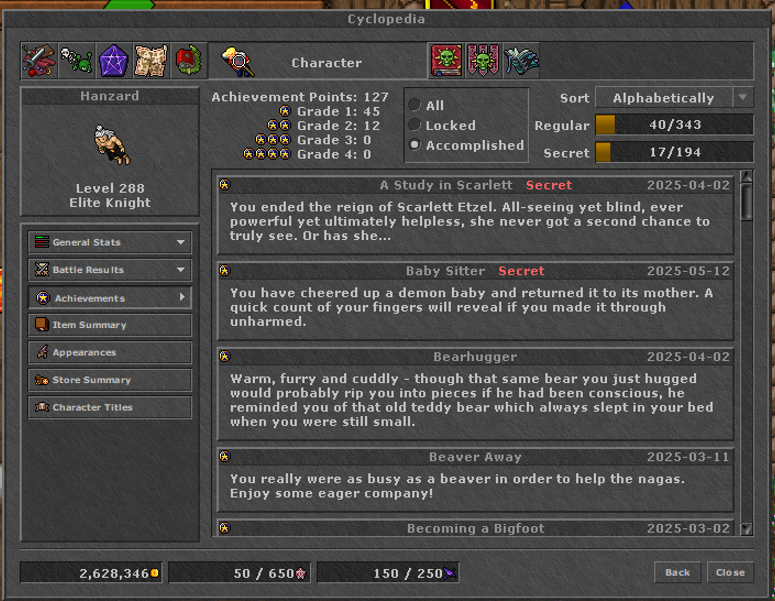 Cyclopedia
Character
Hanzard
Level 288
Elite Knight
General Stats
Battle Results
Achievements
Item Summary
Appearances
Store Summary
Character Titles
Achievement Points: 127
Grade 1: 45
Grade 2: 12
Grade 3: 0
Grade 4: 0
All
Locked
Accomplished
Sort Alphabetically
Regular 40/343
Secret 17/194
A Study in Scarlett Secret 2025-04-02
You ended the reign of Scarlett Etzel. All-seeing yet blind, ever
powerful yet ultimately helpless, she never got a second chance to
truly see. Or has she...
Baby Sitter Secret 2025-05-12
You have cheered up a demon baby and returned it to its mother. A
quick count of your fingers will reveal if you made it through
unharmed.
Bearhugger 2025-04-02
Warm, furry and cuddly - though that same bear you just hugged
would probably rip you into pieces if he had been conscious, he
reminded you of that old teddy bear which always slept in your bed
when you were still small.
Beaver Away 2025-03-11
You really were as busy as a beaver in order to help the nagas.
Enjoy some eager company!
Becoming a Bigfoot 2025-03-02
2,628,346
50 / 650
150 / 250
Back
Close